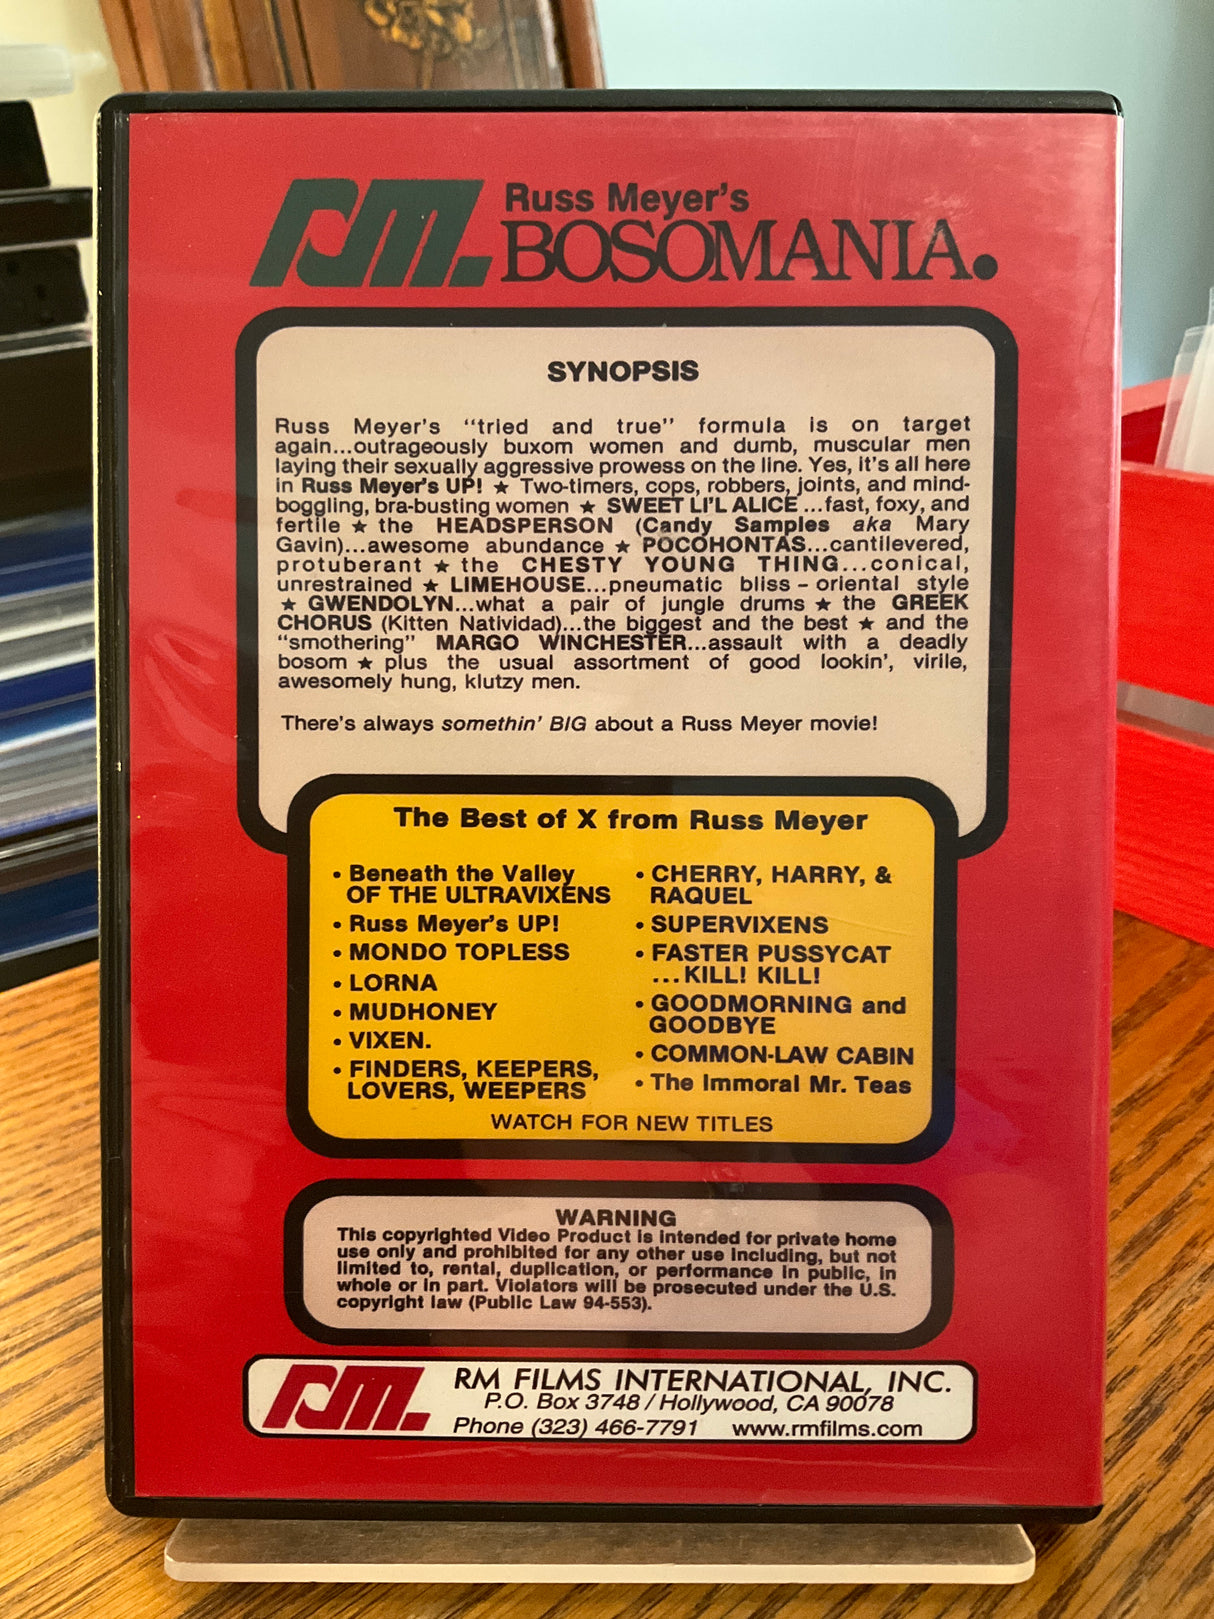 RM. Russ Meyer's
BOSOMANIA.
SYNOPSIS
Russ Meyer's "tried and true" formula is on target
again...outrageously buxom women and dumb, muscular men
laying their sexually aggressive prowess on the line. Yes, it's all here
in Russ Meyer's UP! ★ Two-timers, cops, robbers, joints, and mind-
boggling, bra-busting women ★ SWEET LI'L ALICE ...fast, foxy, and
fertile ★ the HEADSPERSON (Candy Samples aka Mary
Gavin)...awesome abundance ★ POCOHONTAS...cantilevered,
protuberant ★ the CHESTY YOUNG THING...conical,
unrestrained ★ LIMEHOUSE...pneumatic bliss – oriental style
★ GWENDOLYN...what a pair of jungle drums ★ the GREEK
CHORUS (Kitten Natividad)...the biggest and the best ★ and the
"smothering" MARGO WINCHESTER...assault with a deadly
bosom ★ plus the usual assortment of good lookin', virile,
awesomely hung, klutzy men.
There's always somethin' BIG about a Russ Meyer movie!
The Best of X from Russ Meyer
• Beneath the Valley
OF THE ULTRAVIXENS
• Russ Meyer's UP!
• MONDO TOPLESS
• LORNA
• MUDHONEY
• VIXEN.
• FINDERS, KEEPERS,
LOVERS, WEEPERS
• CHERRY, HARRY, &
RAQUEL
• SUPERVIXENS
• FASTER PUSSYCAT
...KILL! KILL!
• GOODMORNING and
GOODBYE
• COMMON-LAW CABIN
• The Immoral Mr. Teas
WATCH FOR NEW TITLES
WARNING
This copyrighted Video Product is intended for private home
use only and prohibited for any other use including, but not
limited to, rental, duplication, or performance in public, in
whole or in part. Violators will be prosecuted under the U.S.
copyright law (Public Law 94-553).
RM. RM FILMS INTERNATIONAL, INC.
P.O. Box 3748 / Hollywood, CA 90078
Phone (323) 466-7791 www.rmfilms.com